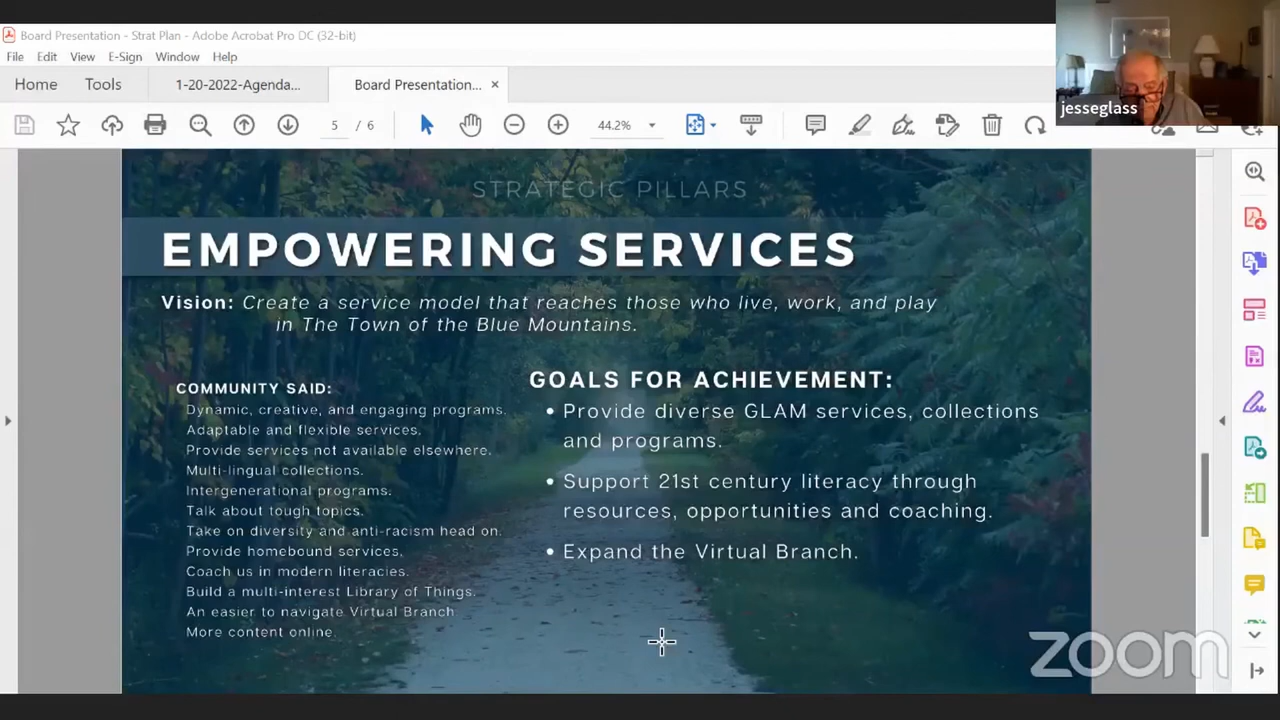 Board Presentation - Strat Plan - Adobe Acrobat Pro DC (32-bit)
File Edit View E-Sign Window Help
Home Tools 1-20-2022-Agenda... Board Presentation... ×
jesseglass
5 / 6 44.2%
STRATEGIC PILLARS
EMPOWERING SERVICES
Vision: Create a service model that reaches those who live, work, and play
in The Town of the Blue Mountains.
COMMUNITY SAID:
Dynamic, creative, and engaging programs.
Adaptable and flexible services.
Provide services not available elsewhere.
Multi-lingual collections.
Intergenerational programs.
Talk about tough topics.
Take on diversity and anti-racism head on.
Provide homebound services.
Coach us in modern literacies.
Build a multi-interest Library of Things.
An easier to navigate Virtual Branch
More content online.
GOALS FOR ACHIEVEMENT:
• Provide diverse GLAM services, collections
and programs.
• Support 21st century literacy through
resources, opportunities and coaching.
• Expand the Virtual Branch.
zoom